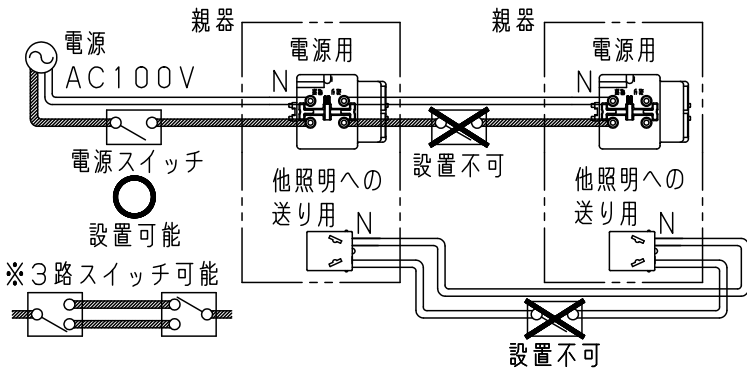 親器
親器
電源
AC100V
電源用
電源用
N
N
電源スイッチ
設置可能
設置不可
他照明への
送り用
N
他照明への
送り用
N
※3路スイッチ可能
設置不可